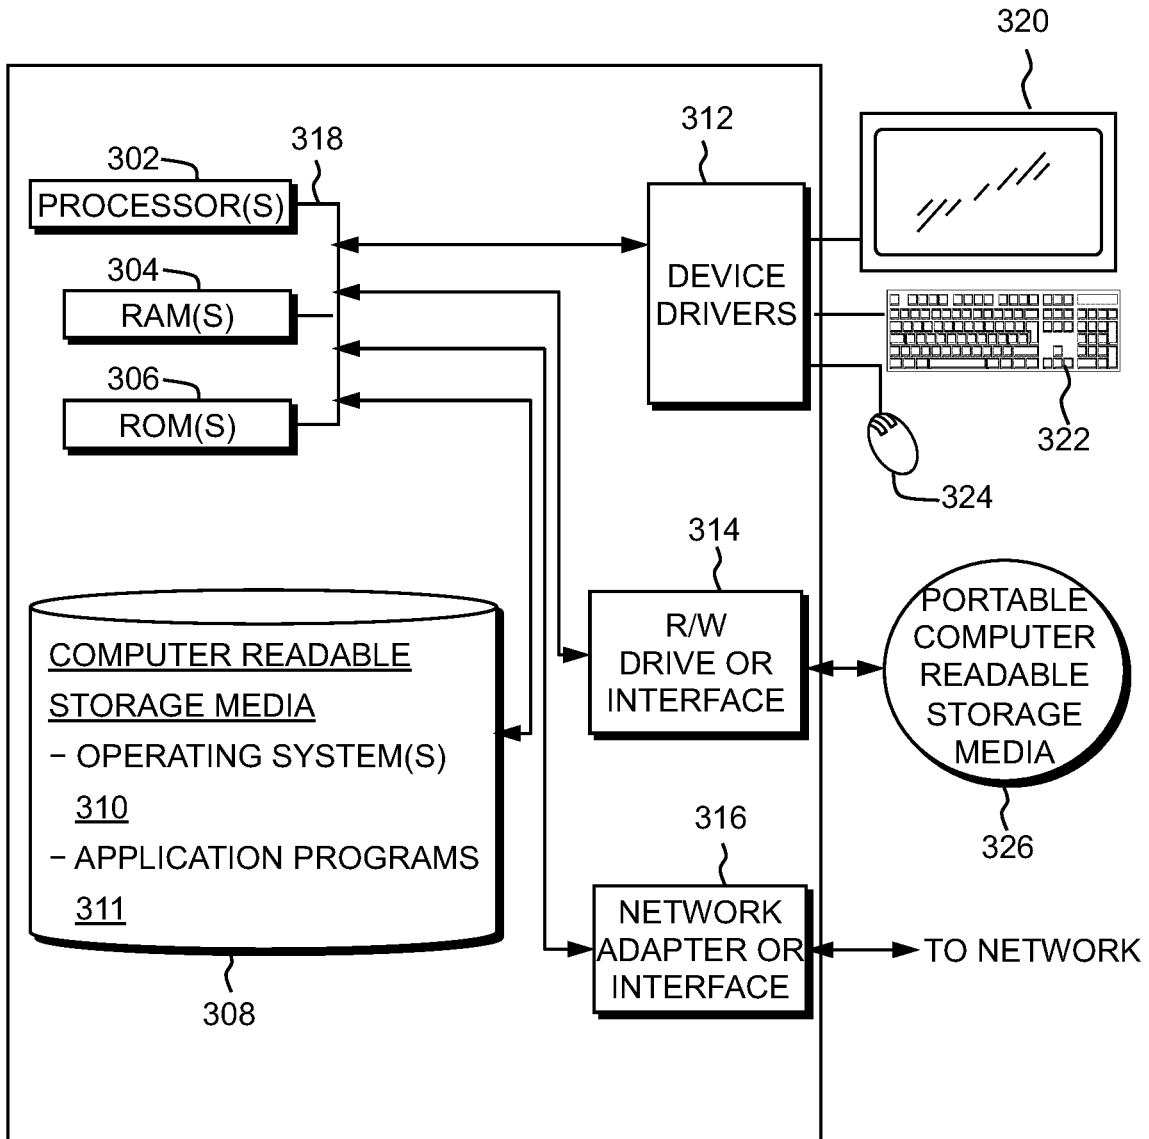 320
312
318
302
PROCESSOR(S)
304
RAM(S)
306
ROM(S)
DEVICE
DRIVERS
322
324
314
R/W
DRIVE OR
INTERFACE
PORTABLE
COMPUTER
READABLE
STORAGE
MEDIA
326
COMPUTER READABLE
STORAGE MEDIA
– OPERATING SYSTEM(S)
310
– APPLICATION PROGRAMS
311
308
316
NETWORK
ADAPTER OR
INTERFACE
TO NETWORK